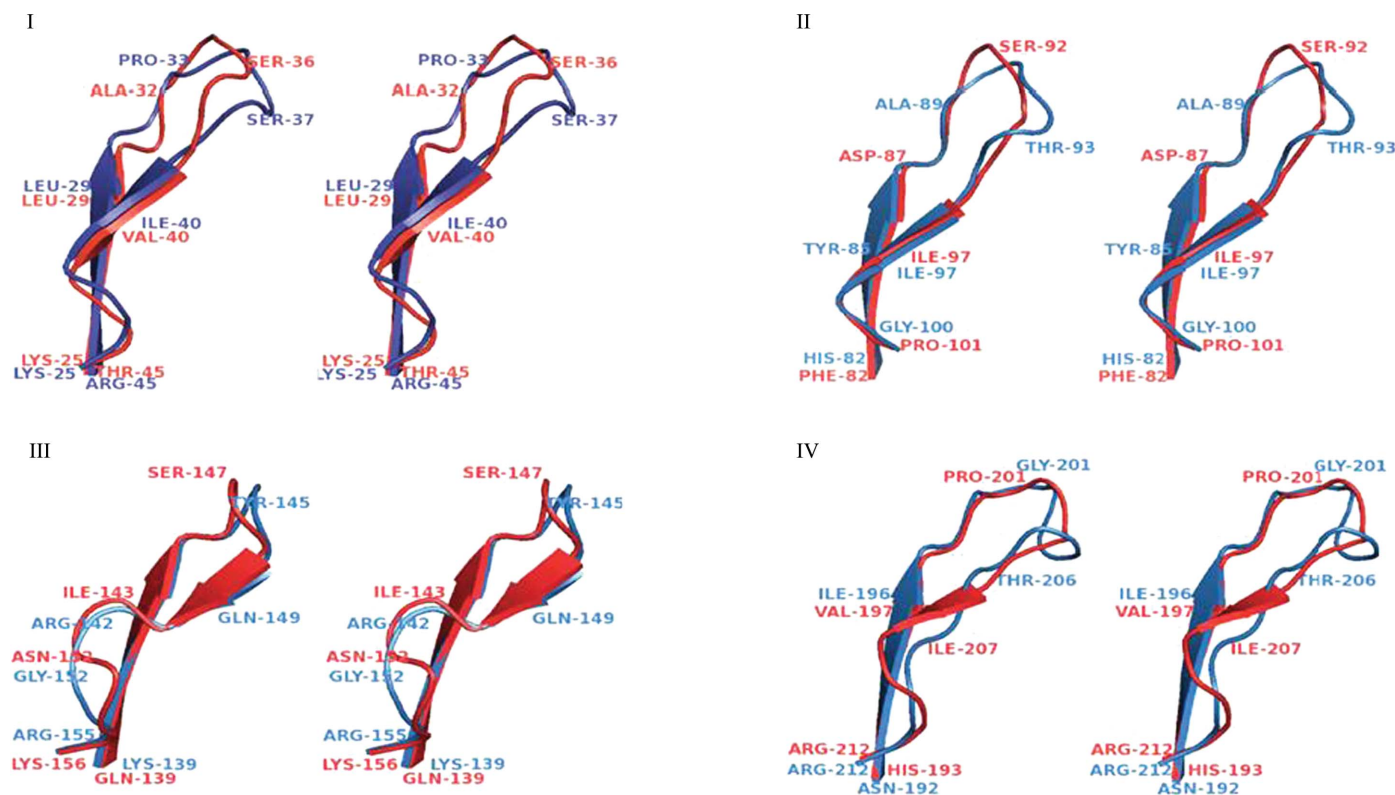 I
PRO-33
SER-36
ALA-32
SER-37
LEU-29
LEU-29
ILE-40
VAL-40
LYS-25
THR-45
LYS-25
ARG-45
PRO-33
SER-36
ALA-32
SER-37
LEU-29
LEU-29
ILE-40
VAL-40
LYS-25
THR-45
LYS-25
ARG-45
II
SER-92
ALA-89
THR-93
ASP-87
TYR-85
ILE-97
ILE-97
GLY-100
PRO-101
HIS-82
PHE-82
SER-92
ALA-89
THR-93
ASP-87
TYR-85
ILE-97
ILE-97
GLY-100
PRO-101
HIS-82
PHE-82
III
SER-147
TYR-145
ILE-143
GLN-149
ARG-142
ASN-152
GLY-152
ARG-155
LYS-156
LYS-139
GLN-139
SER-147
TYR-145
ILE-143
GLN-149
ARG-142
ASN-152
GLY-152
ARG-155
LYS-156
LYS-139
GLN-139
IV
GLY-201
PRO-201
THR-206
ILE-196
VAL-197
ILE-207
ARG-212
ARG-212
HIS-193
ASN-192
GLY-201
PRO-201
THR-206
ILE-196
VAL-197
ILE-207
ARG-212
ARG-212
HIS-193
ASN-192